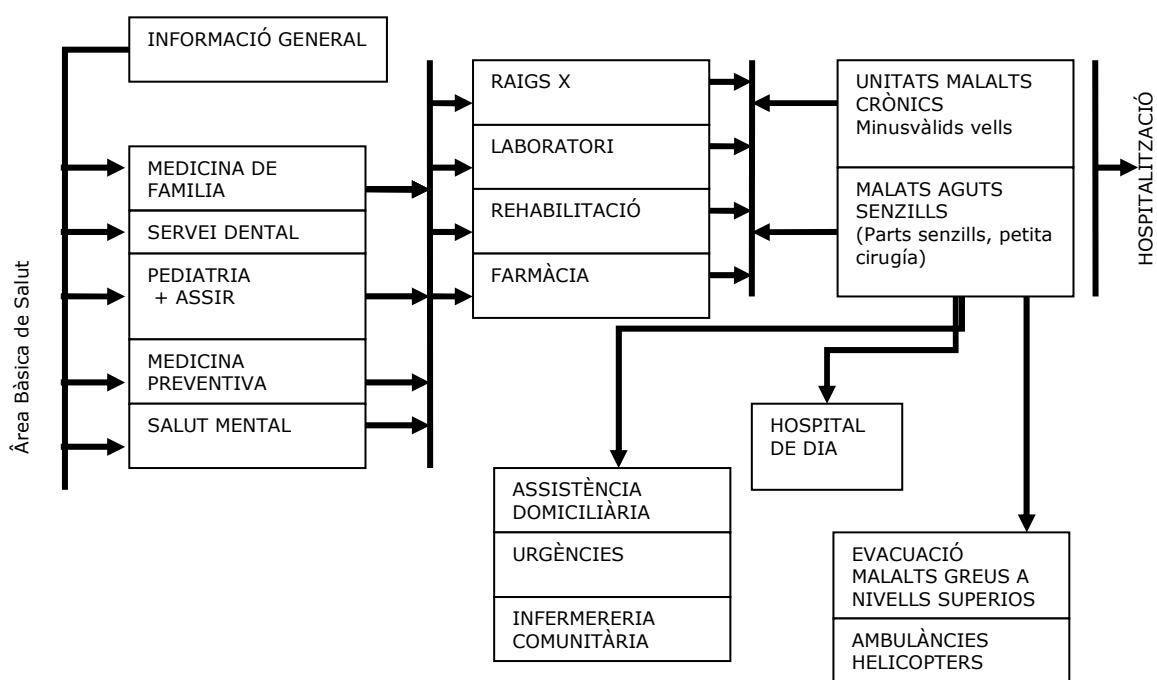 INFORMACIÓ GENERAL
Ârea Bàsica de Salut
MEDICINA DE
FAMILIA
SERVEI DENTAL
PEDIATRIA
+ ASSIR
MEDICINA
PREVENTIVA
SALUT MENTAL
RAIGS X
LABORATORI
REHABILITACIÓ
FARMÀCIA
UNITATS MALALTS
CRÒNICS
Minusvàlids vells
MALATS AGUTS
SENZILLS
(Parts senzills, petita
cirugía)
HOSPITALITZACIÓ
HOSPITAL
DE DIA
ASSISTÈNCIA
DOMICILIÀRIA
URGÈNCIES
INFERMERERIA
COMUNITÀRIA
EVACUACIÓ
MALALTS GREUS A
NIVELLS SUPERIOS
AMBULÀNCIES
HELICOPTERS